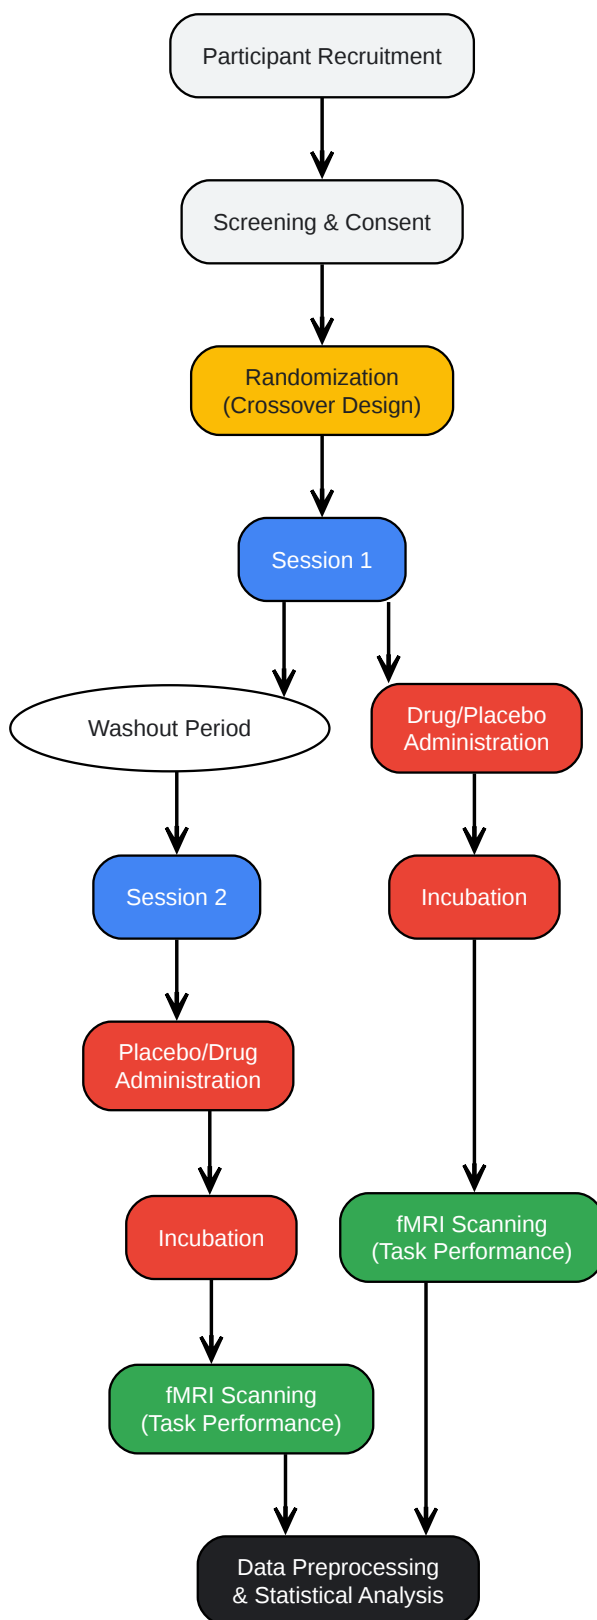 Participant Recruitment
Screening & Consent
Randomization
(Crossover Design)
Session 1
Washout Period
Drug/Placebo
Administration
Session 2
Incubation
Placebo/Drug
Administration
Incubation
fMRI Scanning
(Task Performance)
fMRI Scanning
(Task Performance)
Data Preprocessing
& Statistical Analysis